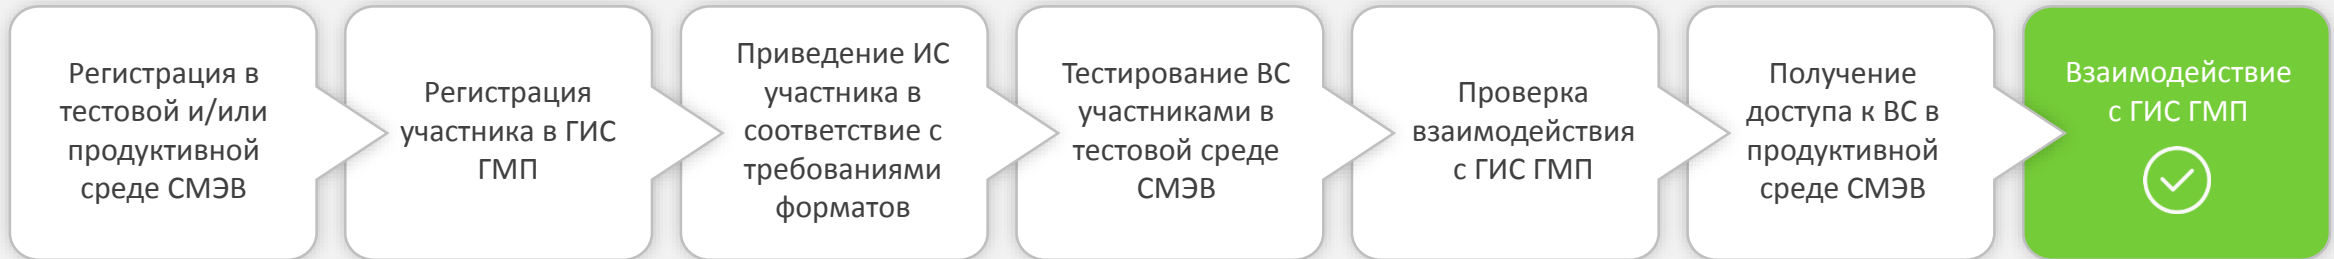 Регистрация в
тестовой и/или
продуктивной
среде СМЭВ
Регистрация
участника в ГИС
ГМП
Приведение ИС
участника в
соответствие с
требованиями
форматов
Тестирование ВС
участниками в
тестовой среде
СМЭВ
Проверка
взаимодействия
с ГИС ГМП
Получение
доступа к ВС в
продуктивной
среде СМЭВ
Взаимодействие
с ГИС ГМП